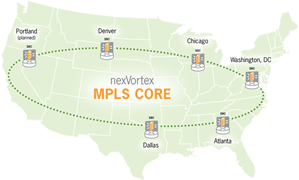 Portland
(planned)
Denver
Chicago
Washington, DC
nexVortex
MPLS CORE
Dallas
Atlanta